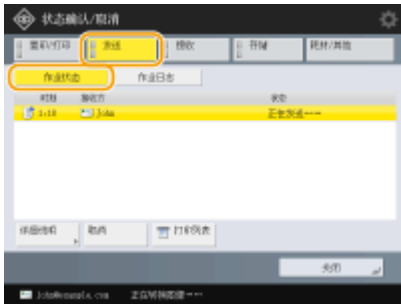 状态确认/取消
复印/打印 发送 接收 存储 耗材/其他
作业状态 作业日志
时间 接收方 状态
3:18 John 正在发送……
详细信息 取消 打印列表
关闭
John@example.com 正在转换图像……